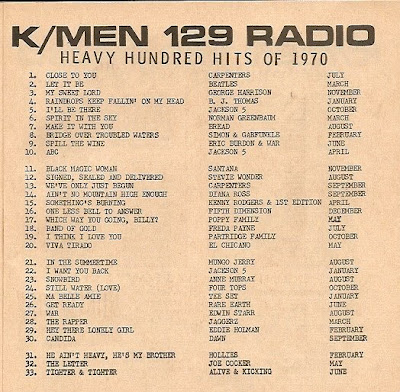 K/MEN 129 RADIO
HEAVY HUNDRED HITS OF 1970
1. CLOSE TO YOU CARPENTERS JULY
2. LET IT BE BEATLES MARCH
3. MY SWEET LORD GEORGE HARRISON NOVEMBER
4. RAINDROPS KEEP FALLIN' ON MY HEAD B. J. THOMAS JANUARY
5. I'LL BE THERE JACKSON 5 OCTOBER
6. SPIRIT IN THE SKY NORMAN GREENBAUM MARCH
7. MAKE IT WITH YOU BREAD AUGUST
8. BRIDGE OVER TROUBLED WATERS SIMON & GARFINKLE FEBRUARY
9. SPILL THE WINE ERIC BURDON & WAR JUNE
10. ABC JACKSON 5 APRIL
11. BLACK MAGIC WOMAN SANTANA NOVEMBER
12. SIGNED, SEALED AND DELIVERED STEVIE WONDER AUGUST
13. WE'VE ONLY JUST BEGUN CARPENTERS SEPTEMBER
14. AIN'T NO MOUNTAIN HIGH ENOUGH DIANA ROSS SEPTEMBER
15. SOMETHING'S BURNING KENNY RODGERS & 1ST EDITION APRIL
16. ONE LESS BELL TO ANSWER FIFTH DIMENSION DECEMBER
17. WHICH WAY YOU GOING, BILLY? POPPY FAMILY MAY
18. BAND OF GOLD FREDA PAYNE JULY
19. I THINK I LOVE YOU PARTRIDGE FAMILY OCTOBER
20. VIVA TIRADO EL CHICANO MAY
21. IN THE SUMMERTIME MUNGO JERRY AUGUST
22. I WANT YOU BACK JACKSON 5 JANUARY
23. SNOWBIRD ANNE MURRAY AUGUST
24. STILL WATER (LOVE) FOUR TOPS OCTOBER
25. MA BELLE AMIE TEE SET JANUARY
26. GET READY RARE EARTH JUNE
27. WAR EDWIN STARR AUGUST
28. THE RAPPER JAGGERZ MARCH
29. HEY THERE LONELY GIRL EDDIE HOLMAN FEBRUARY
30. CANDIDA DAWN SEPTEMBER
31. HE AIN'T HEAVY, HE'S MY BROTHER HOLLIES FEBRUARY
32. THE LETTER JOE COCKER MAY
33. TIGHTER & TIGHTER ALIVE & KICKING JUNE